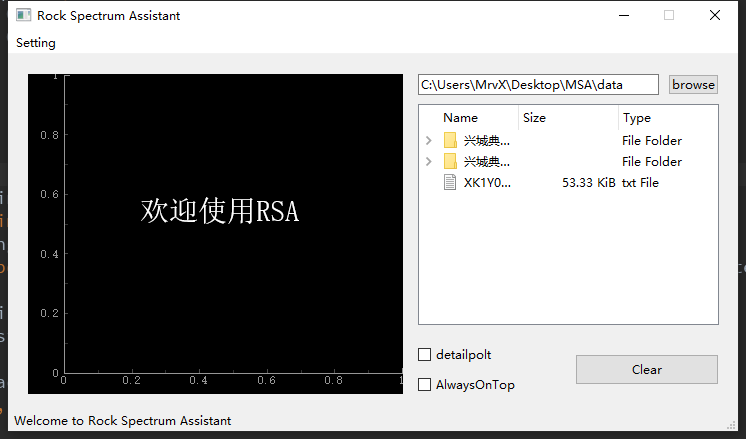 Rock Spectrum Assistant
Setting
1
0.8
0.6
0.4
0.2
0
0 0.2 0.4 0.6 0.8 1
欢迎使用RSA
C:\Users\MrvX\Desktop\MSA\data browse
Name Size Type
兴城典... File Folder
兴城典... File Folder
XK1Y0... 53.33 KiB txt File
detailpolt
AlwaysOnTop
Clear
Welcome to Rock Spectrum Assistant